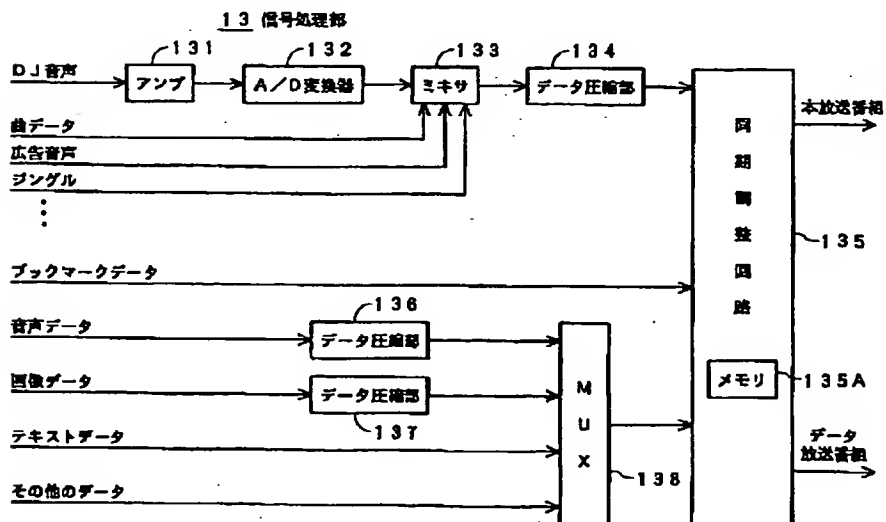 13 信号処理部
131
132
133
134
DJ音声
アンプ
A/D変換器
ミキサ
データ圧縮部
本放送番組
曲データ
広告音声
ジングル
同期調整回路
135
ブックマークデータ
136
音声データ
データ圧縮部
画像データ
データ圧縮部
137
メモリ
135A
MUX
テキストデータ
データ
放送番組
138
その他のデータ